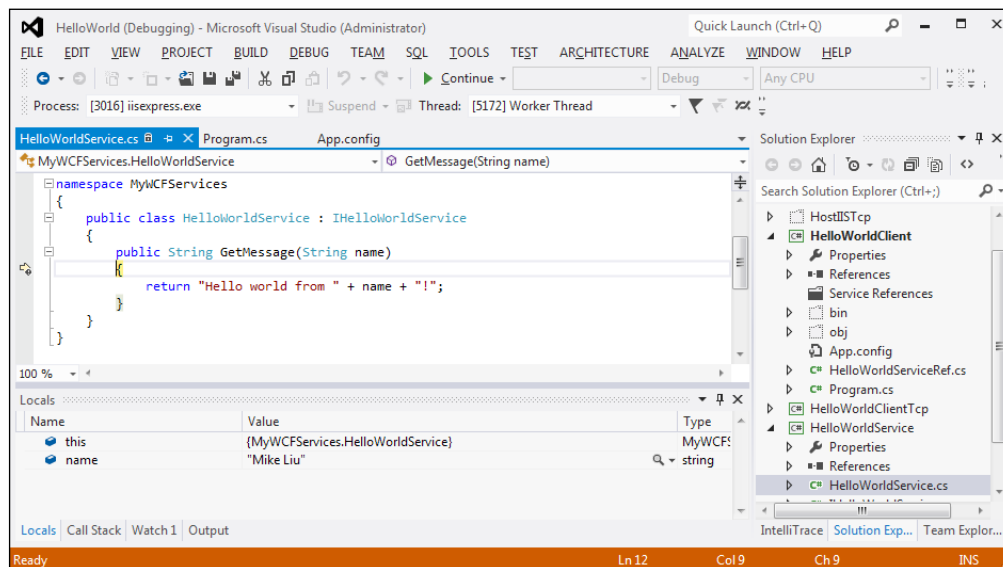 HelloWorld (Debugging) - Microsoft Visual Studio (Administrator)
Quick Launch (Ctrl+Q)
FILE EDIT VIEW PROJECT BUILD DEBUG TEAM SQL TOOLS TEST ARCHITECTURE ANALYZE WINDOW HELP
Continue Debug Any CPU
Process: [3016] iisexpress.exe Suspend Thread: [5172] Worker Thread
HelloWorldService.cs Program.cs App.config
MyWCFServices.HelloWorldService GetMessage(String name)
namespace MyWCFServices
{
public class HelloWorldService : IHelloWorldService
{
public String GetMessage(String name)
{
return "Hello world from " + name + "!";
}
}
}
100 %
Locals
Name Value Type
this {MyWCFServices.HelloWorldService} MyWCFS
name "Mike Liu" string
Locals Call Stack Watch 1 Output
Solution Explorer
Search Solution Explorer (Ctrl+;)
HostIISTcp
HelloWorldClient
Properties
References
Service References
bin
obj
App.config
HelloWorldServiceRef.cs
Program.cs
HelloWorldClientTcp
HelloWorldService
Properties
References
HelloWorldService.cs
IntelliTrace Solution Exp... Team Explor...
Ready Ln 12 Col 9 Ch 9 INS